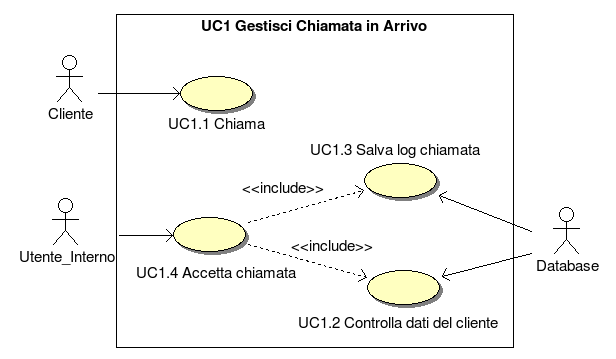 UC1 Gestisci Chiamata in Arrivo
Cliente
UC1.1 Chiama
UC1.3 Salva log chiamata
<<include>>
Utente_Interno
<<include>>
UC1.4 Accetta chiamata
Database
UC1.2 Controlla dati del cliente